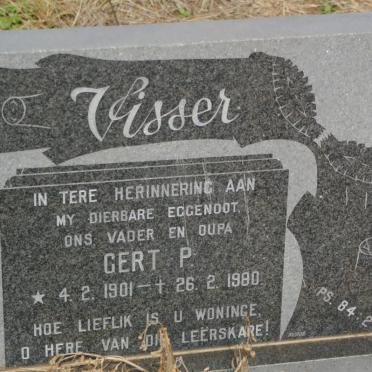 Visser
IN TERE HERINNERING AAN
MY DIERBARE EGGENOOT,
ONS VADER EN OUPA
GERT P.
★ 4. 2. 1901 - † 26. 2. 1980
HOE LIEFLIK IS U WONINGE,
O HERE VAN DIE LEËRSKARE!
PS. 84: 2